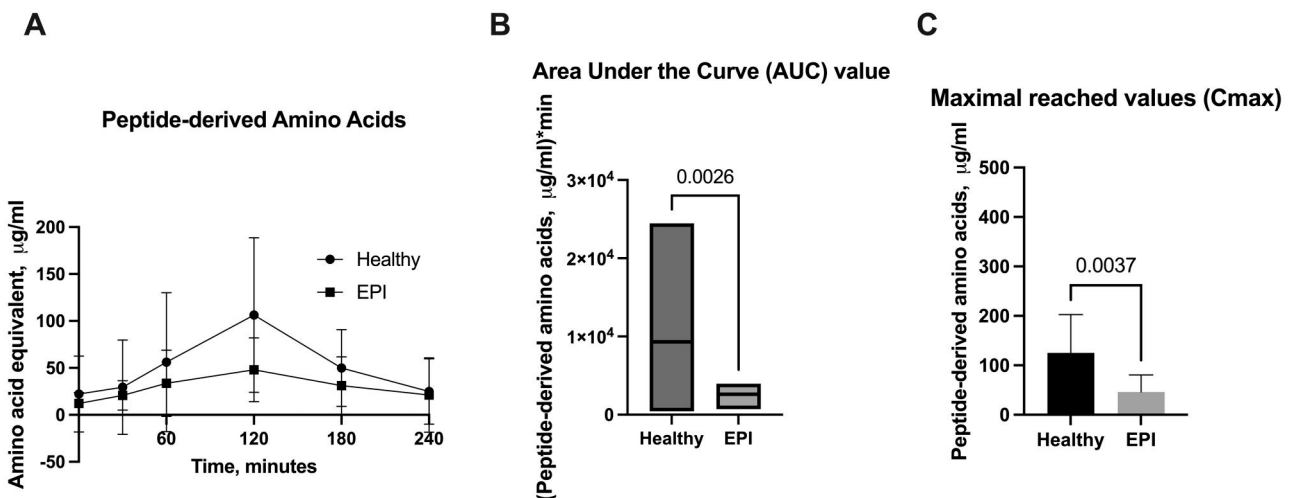 A
Peptide-derived Amino Acids
Amino acid equivalent, μg/ml
200
150
100
50
0
-50
60
120
180
240
Time, minutes
Healthy
EPI
B
Area Under the Curve (AUC) value
(Peptide-derived amino acids, μg/ml)*min
3×10⁴
2×10⁴
1×10⁴
0
0.0026
Healthy EPI
C
Maximal reached values (Cmax)
Peptide-derived amino acids, μg/ml
500
400
300
200
100
0
0.0037
Healthy EPI